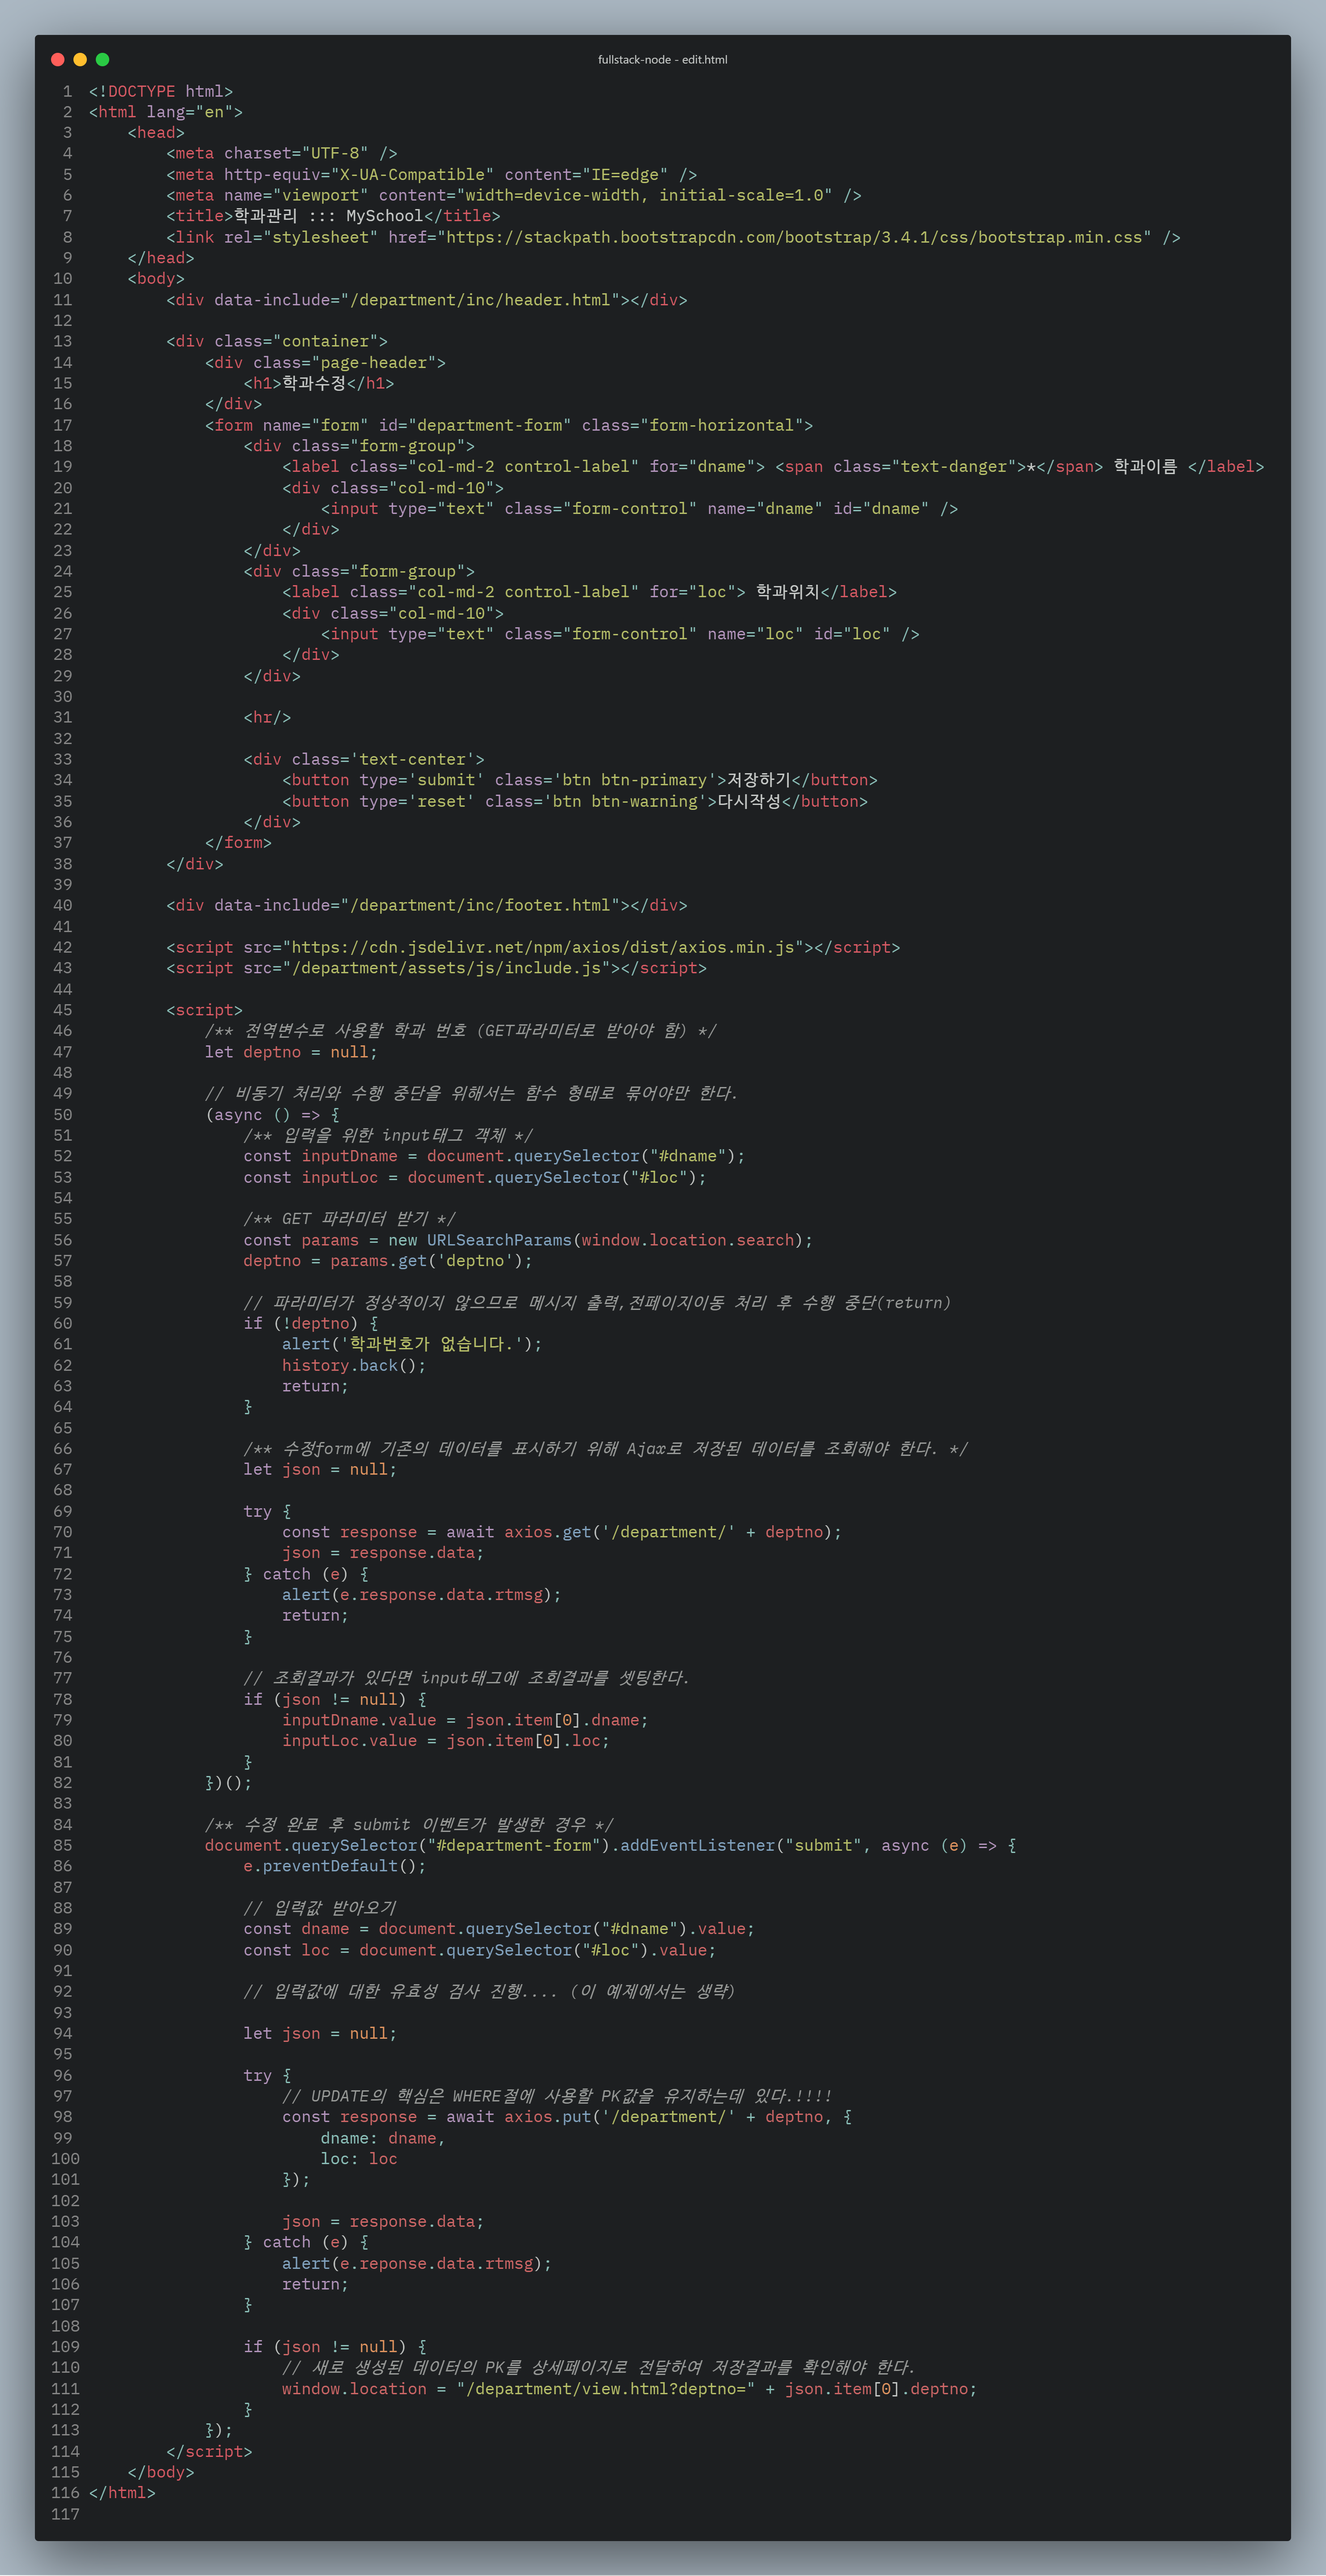 fullstack-node - edit.html
1 <!DOCTYPE html>
2 <html lang="en">
3     <head>
4         <meta charset="UTF-8" />
5         <meta http-equiv="X-UA-Compatible" content="IE=edge" />
6         <meta name="viewport" content="width=device-width, initial-scale=1.0" />
7         <title>학과관리 ::: MySchool</title>
8         <link rel="stylesheet" href="https://stackpath.bootstrapcdn.com/bootstrap/3.4.1/css/bootstrap.min.css" />
9     </head>
10     <body>
11         <div data-include="/department/inc/header.html"></div>
12
13         <div class="container">
14             <div class="page-header">
15                 <h1>학과수정</h1>
16             </div>
17             <form name="form" id="department-form" class="form-horizontal">
18                 <div class="form-group">
19                     <label class="col-md-2 control-label" for="dname"> <span class="text-danger">*</span> 학과이름 </label>
20                     <div class="col-md-10">
21                         <input type="text" class="form-control" name="dname" id="dname" />
22                     </div>
23                 </div>
24                 <div class="form-group">
25                     <label class="col-md-2 control-label" for="loc"> 학과위치</label>
26                     <div class="col-md-10">
27                         <input type="text" class="form-control" name="loc" id="loc" />
28                     </div>
29                 </div>
30
31                 <hr/>
32
33                 <div class='text-center'>
34                     <button type='submit' class='btn btn-primary'>저장하기</button>
35                     <button type='reset' class='btn btn-warning'>다시작성</button>
36                 </div>
37             </form>
38         </div>
39
40         <div data-include="/department/inc/footer.html"></div>
41
42         <script src="https://cdn.jsdelivr.net/npm/axios/dist/axios.min.js"></script>
43         <script src="/department/assets/js/include.js"></script>
44
45         <script>
46             /** 전역변수로 사용할 학과 번호 (GET파라미터로 받아야 함) */
47             let deptno = null;
48
49             // 비동기 처리와 수행 중단을 위해서는 함수 형태로 묶어야만 한다.
50             (async () => {
51                 /** 입력을 위한 input태그 객체 */
52                 const inputDname = document.querySelector("#dname");
53                 const inputLoc = document.querySelector("#loc");
54
55                 /** GET 파라미터 받기 */
56                 const params = new URLSearchParams(window.location.search);
57                 deptno = params.get('deptno');
58
59                 // 파라미터가 정상적이지 않으므로 메시지 출력,전페이지이동 처리 후 수행 중단(return)
60                 if (!deptno) {
61                     alert('학과번호가 없습니다.');
62                     history.back();
63                     return;
64                 }
65
66                 /** 수정form에 기존의 데이터를 표시하기 위해 Ajax로 저장된 데이터를 조회해야 한다. */
67                 let json = null;
68
69                 try {
70                     const response = await axios.get('/department/' + deptno);
71                     json = response.data;
72                 } catch (e) {
73                     alert(e.response.data.rtmsg);
74                     return;
75                 }
76
77                 // 조회결과가 있다면 input태그에 조회결과를 셋팅한다.
78                 if (json != null) {
79                     inputDname.value = json.item[0].dname;
80                     inputLoc.value = json.item[0].loc;
81                 }
82             })();
83
84             /** 수정 완료 후 submit 이벤트가 발생한 경우 */
85             document.querySelector("#department-form").addEventListener("submit", async (e) => {
86                 e.preventDefault();
87
88                 // 입력값 받아오기
89                 const dname = document.querySelector("#dname").value;
90                 const loc = document.querySelector("#loc").value;
91
92                 // 입력값에 대한 유효성 검사 진행.... (이 예제에서는 생략)
93
94                 let json = null;
95
96                 try {
97                     // UPDATE의 핵심은 WHERE절에 사용할 PK값을 유지하는데 있다.!!!!
98                     const response = await axios.put('/department/' + deptno, {
99                         dname: dname,
100                         loc: loc
101                     });
102
103                     json = response.data;
104                 } catch (e) {
105                     alert(e.reponse.data.rtmsg);
106                     return;
107                 }
108
109                 if (json != null) {
110                     // 새로 생성된 데이터의 PK를 상세페이지로 전달하여 저장결과를 확인해야 한다.
111                     window.location = "/department/view.html?deptno=" + json.item[0].deptno;
112                 }
113             });
114         </script>
115     </body>
116 </html>
117